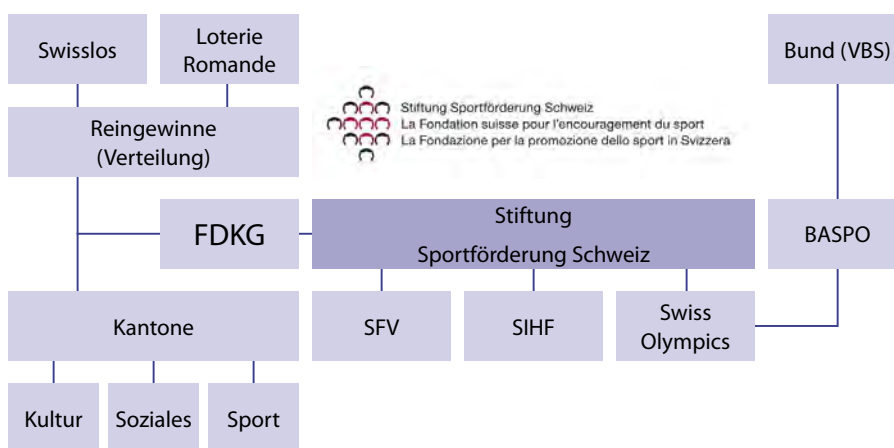 Swisslos
Loterie
Romande
Bund (VBS)
Stiftung Sportförderung Schweiz
La Fondation suisse pour l'encouragement du sport
La Fondazione per la promozione dello sport in Svizzera
Reingewinne
(Verteilung)
FDKG
Stiftung
Sportförderung Schweiz
BASPO
Kantone
SFV
SIHF
Swiss
Olympics
Kultur
Soziales
Sport